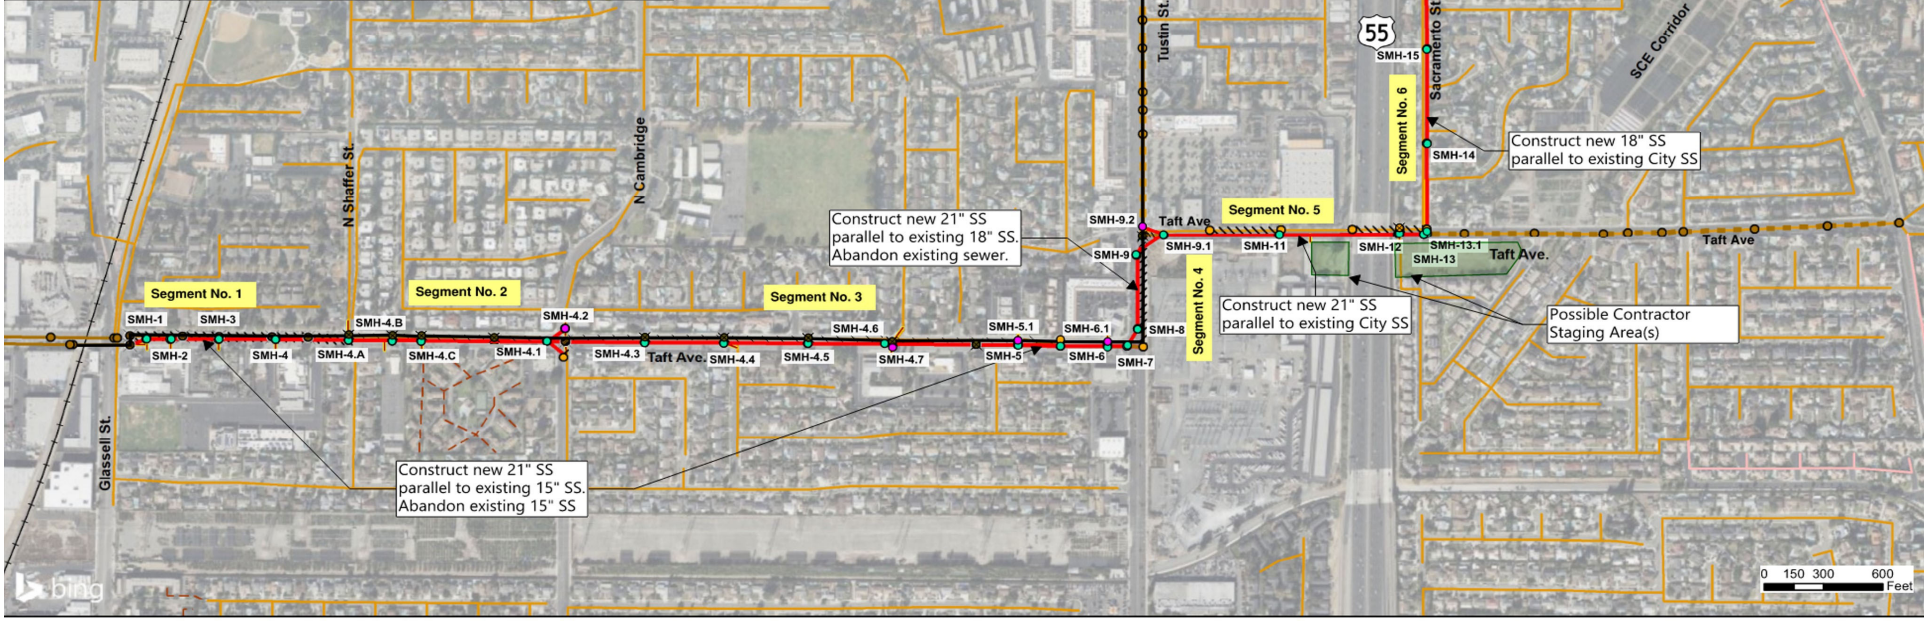 Tustin St.
55
Sacramento St
SCE Corridor
SMH-15
Segment No. 6
Construct new 18" SS
parallel to existing City SS
SMH-14
N Shaffer St.
N Cambridge
Construct new 21" SS
parallel to existing 18" SS.
Abandon existing sewer.
SMH-9.2
Taft Ave
Segment No. 5
SMH-9.1
SMH-11
SMH-12
SMH-13.1
SMH-13
Taft Ave
Taft Ave.
SMH-9
Segment No. 4
Segment No. 1
Segment No. 2
Segment No. 3
Construct new 21" SS
parallel to existing City SS
Possible Contractor
Staging Area(s)
SMH-1
SMH-3
SMH-4.B
SMH-4.2
SMH-4.6
SMH-5.1
SMH-6.1
SMH-8
SMH-2
SMH-4
SMH-4.A
SMH-4.C
SMH-4.1
SMH-4.3
Taft Ave.
SMH-4.4
SMH-4.5
SMH-4.7
SMH-5
SMH-6
SMH-7
Glassell St.
Construct new 21" SS
parallel to existing 15" SS.
Abandon existing 15" SS
bing
0 150 300 600
Feet